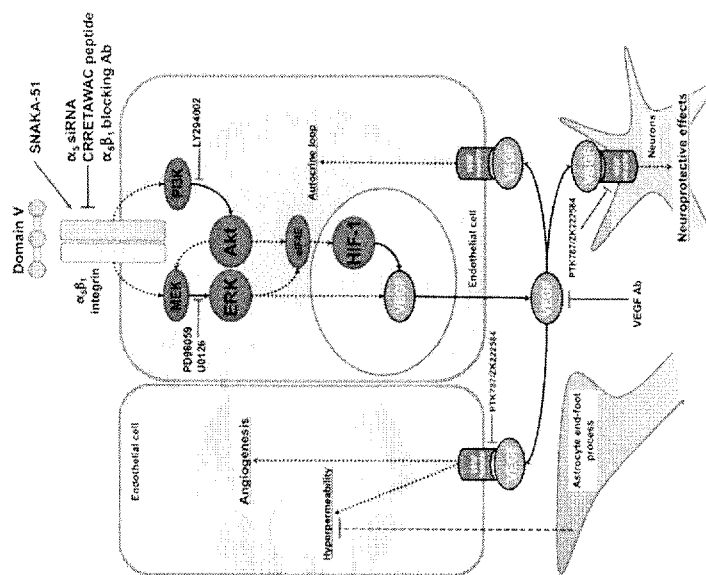 Domain V
SNAKA-51
α₅ siRNA
CRRETAWAC peptide
α₅β₁ blocking Ab
α₅β₁
integrin
PI3K
LY294002
MEK
Akt
PD98059
U0126
ERK
eIF4E
HIF-1
Autocrine loop
Endothelial cell
Endothelial cell
Angiogenesis
Hyperpermeability
PTK787/ZK222584
PTK787/ZK222584
VEGF Ab
Neurons
Neuroprotective effects
Astrocyte end-foot
process